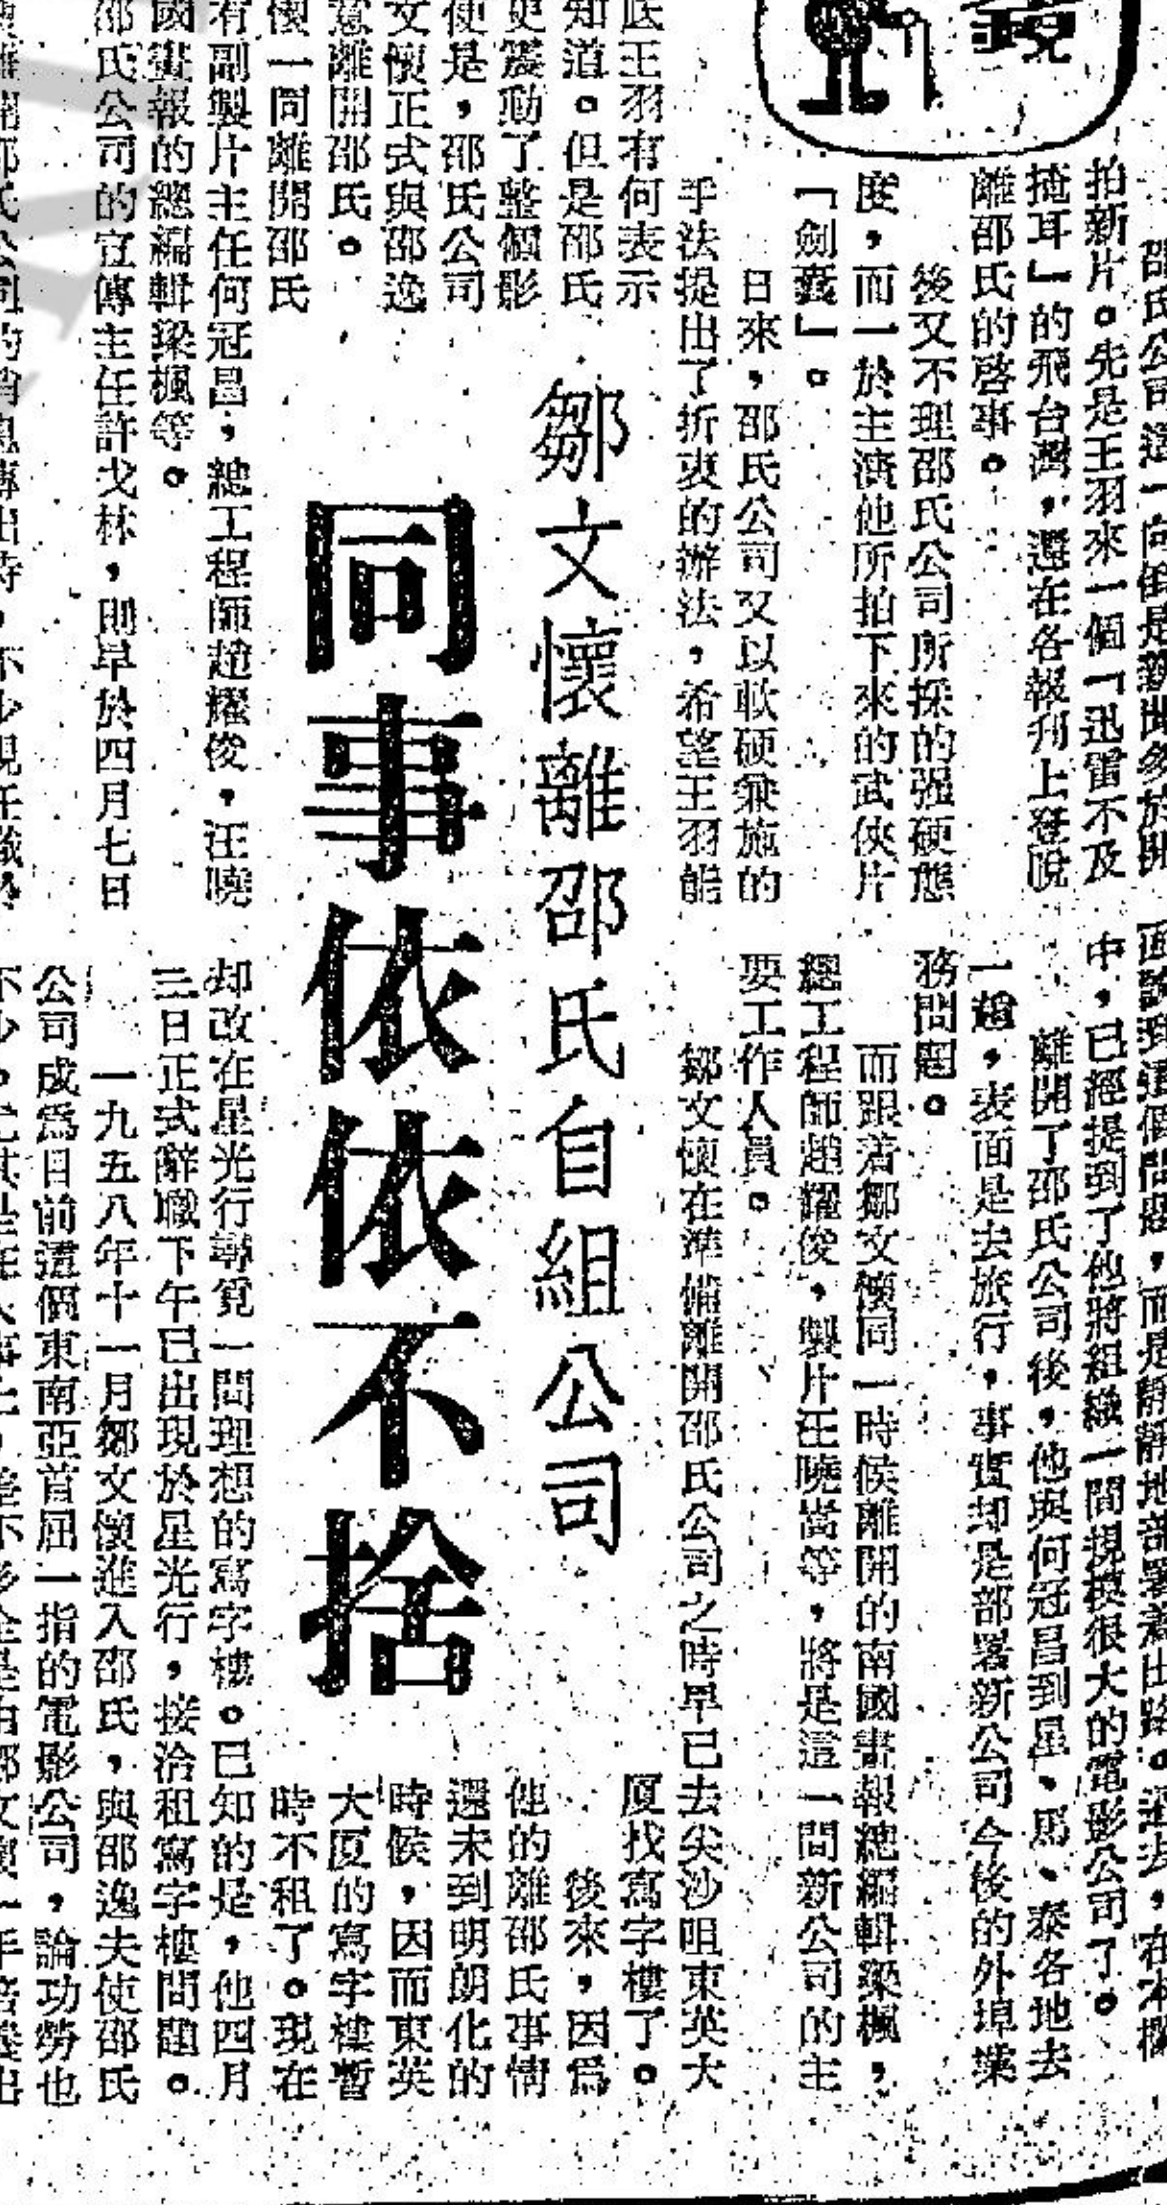 拍新片。先是王羽來一個「迅雷不及
掩耳」的飛台灣,還在各報刊上登脫
離邵氏的啓事。
後又不理邵氏公司所採的强硬態
度,而一於主演他所拍下來的武俠片
「劍囊」。
日來,邵氏公司又以軟硬兼施的
手法提出了折衷的辦法,希望王羽能
底王羽有何表示
知道。但是邵氏
更震動了整個影
便是,邵氏公司
文懷正式與邵逸
意離開邵氏。
懷一同離開邵氏
有副製片主任何冠昌,總工程師趙耀俊,汪曉
國畫報的總編輯梁楓等。
邵氏公司的宣傳主任許戈林,則早於四月七日
鄒文懷離邵氏自組公司
同事依依不捨
中,已經提到了他將組織一間規模很大的電影公司了。
離開了邵氏公司後,他與何冠昌到星、馬、泰各地去
一趟,表面是去旅行,事實却是部署新公司今後的外埠業
務問題。
而跟着鄒文懷同一時候離開的南國畫報總編輯梁楓,
總工程師趙耀俊,製片汪曉嵩等,將是這一間新公司的主
要工作人員。
鄒文懷在準備離開邵氏公司之時早已去尖沙咀東英大
厦找寫字樓了。
後來,因爲
他的離邵氏事情
還未到明朗化的
時候,因而東英
大厦的寫字樓暫
時不租了。現在
却改在星光行尋覓一間理想的寫字樓。已知的是,他四月
三日正式辭職下午已出現於星光行,接洽租寫字樓問題。
一九五八年十一月鄒文懷進入邵氏,與邵逸夫使邵氏
公司成爲目前這個東南亞首屈一指的電影公司,論功勞也